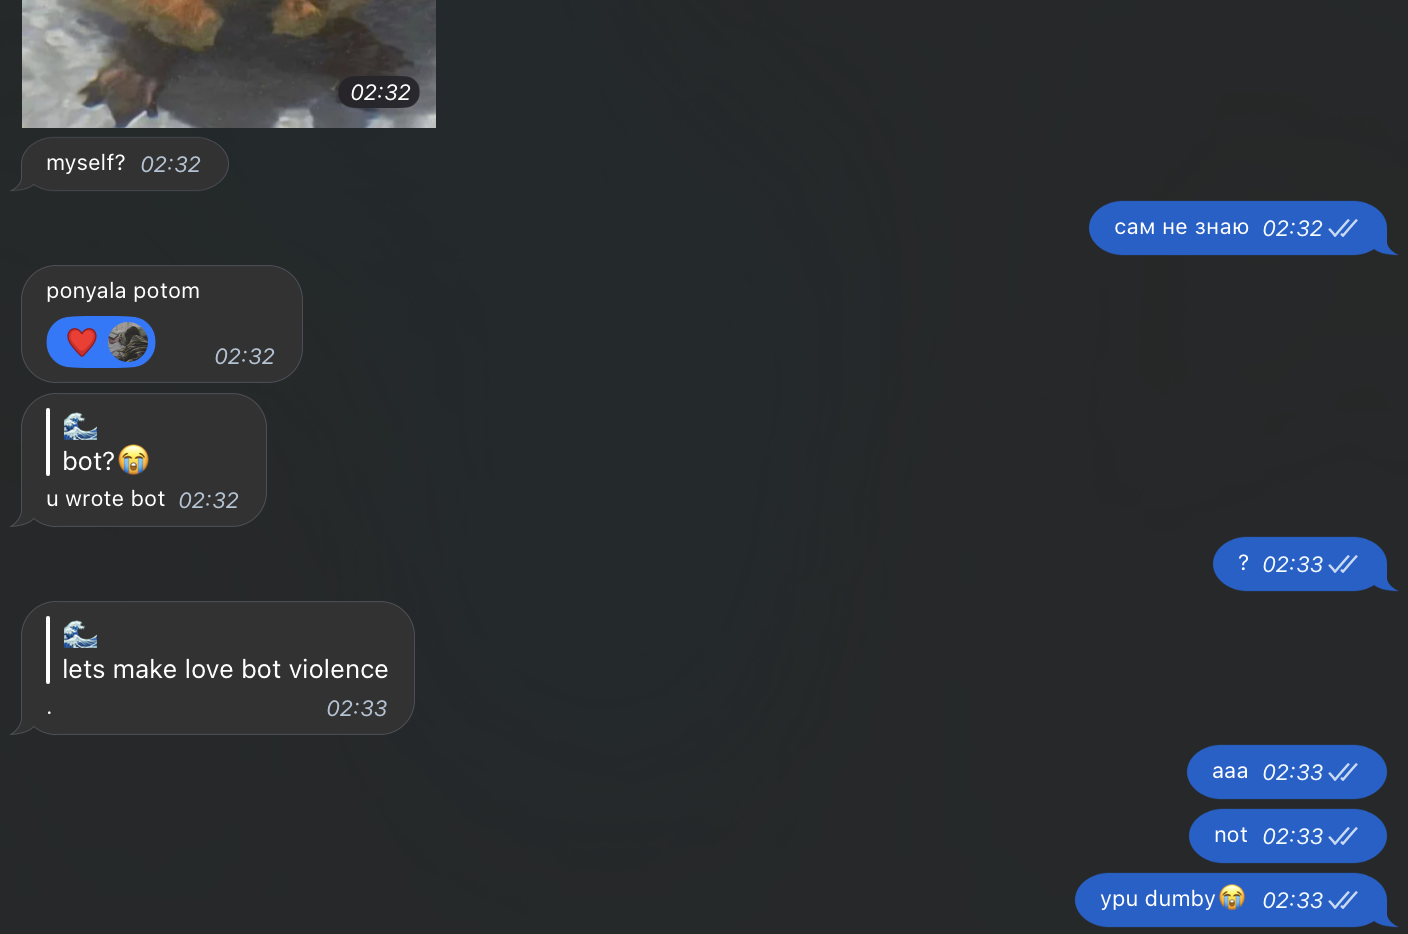 02:32
myself? 02:32
сам не знаю 02:32
ponyala potom
02:32
bot?😭
u wrote bot 02:32
? 02:33
lets make love bot violence
. 02:33
aaa 02:33
not 02:33
ypu dumby😭 02:33